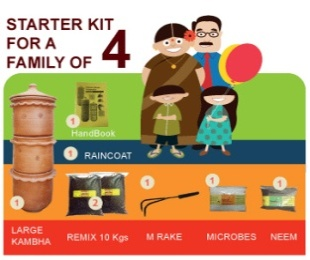 STARTER KIT
FOR A
FAMILY OF 4
1
HandBook
1 RAINCOAT
1
2
1
1
1
LARGE
KAMBHA
REMIX 10 Kgs
M RAKE
MICROBES
NEEM